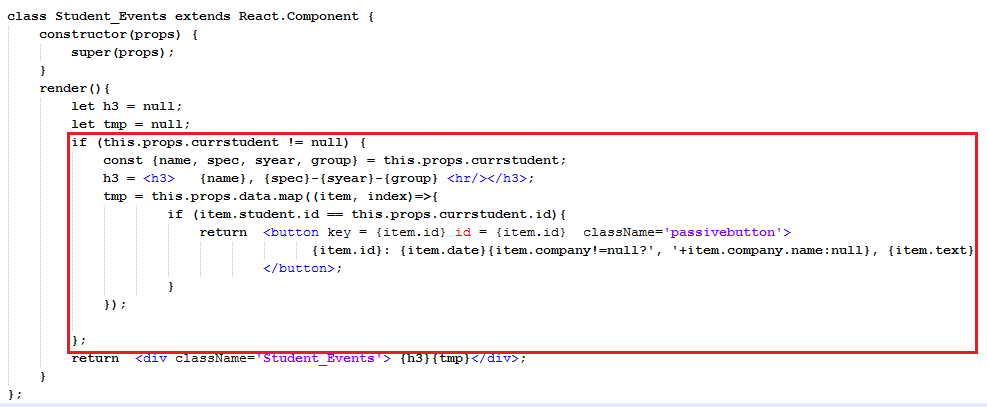 class Student_Events extends React.Component {
    constructor(props) {
        super(props);
    }
    render(){
        let h3 = null;
        let tmp = null;
        if (this.props.currstudent != null) {
            const {name, spec, syear, group} = this.props.currstudent;
            h3 = <h3>   {name}, {spec}-{syear}-{group} <hr/></h3>;
            tmp = this.props.data.map((item, index)=>{
                    if (item.student.id == this.props.currstudent.id){
                        return  <button key = {item.id} id = {item.id}  className='passivebutton'>
                                      {item.id}: {item.date}{item.company!=null?', '+item.company.name:null}, {item.text}
                                </button>;
                    }
            });

        };
        return  <div className='Student_Events'> {h3}{tmp}</div>;
    }
};